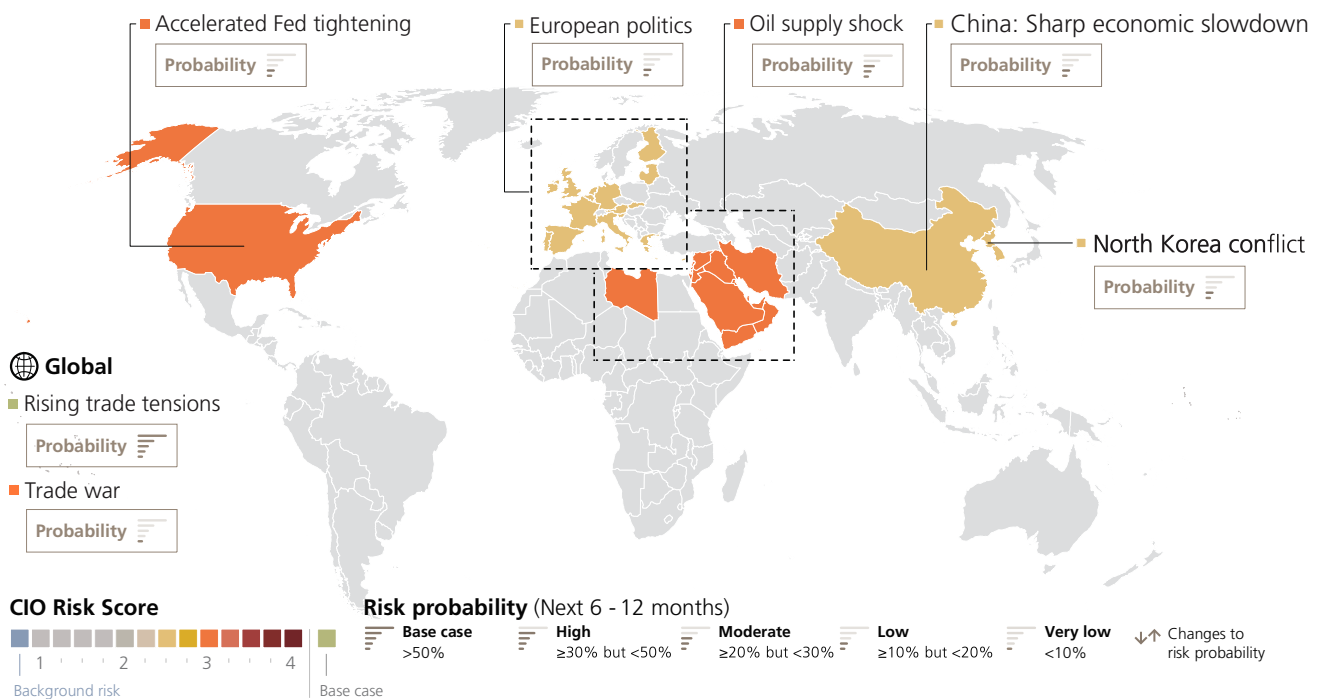 Accelerated Fed tightening
Probability
European politics
Probability
Oil supply shock
Probability
China: Sharp economic slowdown
Probability
North Korea conflict
Probability
Global
Rising trade tensions
Probability
Trade war
Probability
CIO Risk Score
1 2 3 4
Background risk
Base case
Risk probability (Next 6 - 12 months)
Base case
>50%
High
≥30% but <50%
Moderate
≥20% but <30%
Low
≥10% but <20%
Very low
<10%
Changes to
risk probability